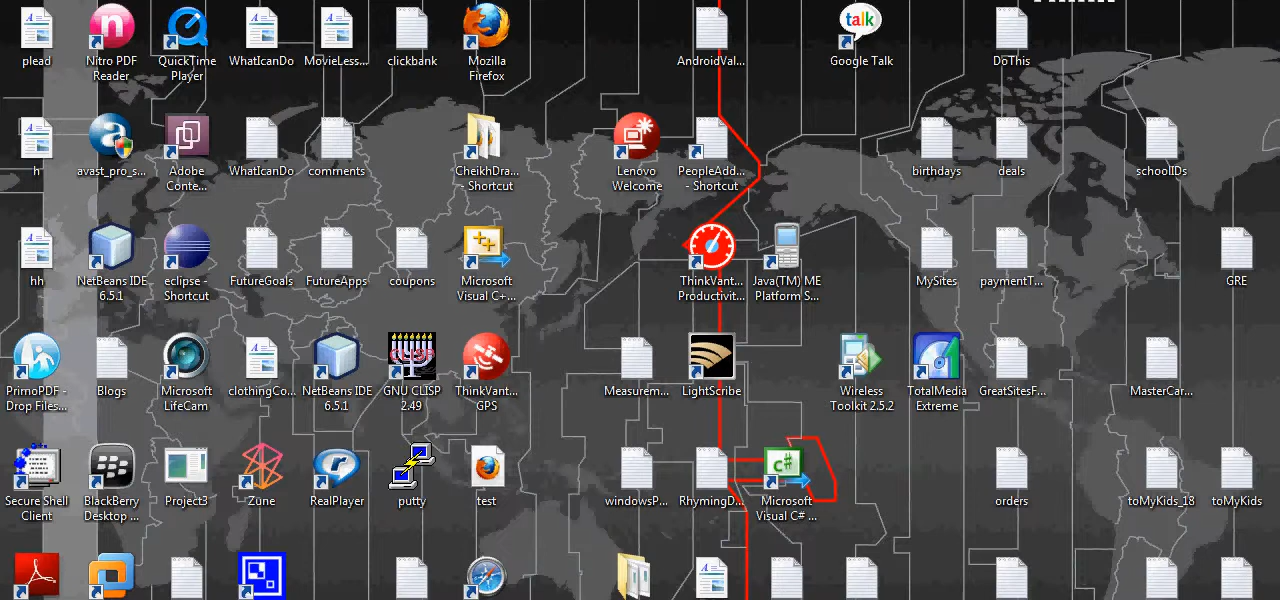 talk
plead
Nitro PDF
Reader
QuickTime
Player
WhatICanDo
MovieLess...
clickbank
Mozilla
Firefox
AndroidVal...
Google Talk
DoThis
h
avast_pro_s...
Adobe
Conte...
WhatICanDo
comments
CheikhDra...
- Shortcut
Lenovo
Welcome
PeopleAdd...
- Shortcut
birthdays
deals
schoolIDs
hh
NetBeans IDE
6.5.1
eclipse -
Shortcut
FutureGoals
FutureApps
coupons
Microsoft
Visual C+...
ThinkVant...
Productivit...
Java(TM) ME
Platform S...
MySites
paymentT...
GRE
PrimoPDF -
Drop Files...
Blogs
Microsoft
LifeCam
clothingCo...
NetBeans IDE
6.5.1
CLISP
GNU CLISP
2.49
ThinkVant...
GPS
Measurem...
LightScribe
Wireless
Toolkit 2.5.2
TotalMedia
Extreme
GreatSitesF...
MasterCar...
Secure Shell
Client
BlackBerry
Desktop ...
Project3
Zune
RealPlayer
putty
test
windowsP...
RhymingD...
C#
Microsoft
Visual C# ...
orders
toMyKids_18
toMyKids